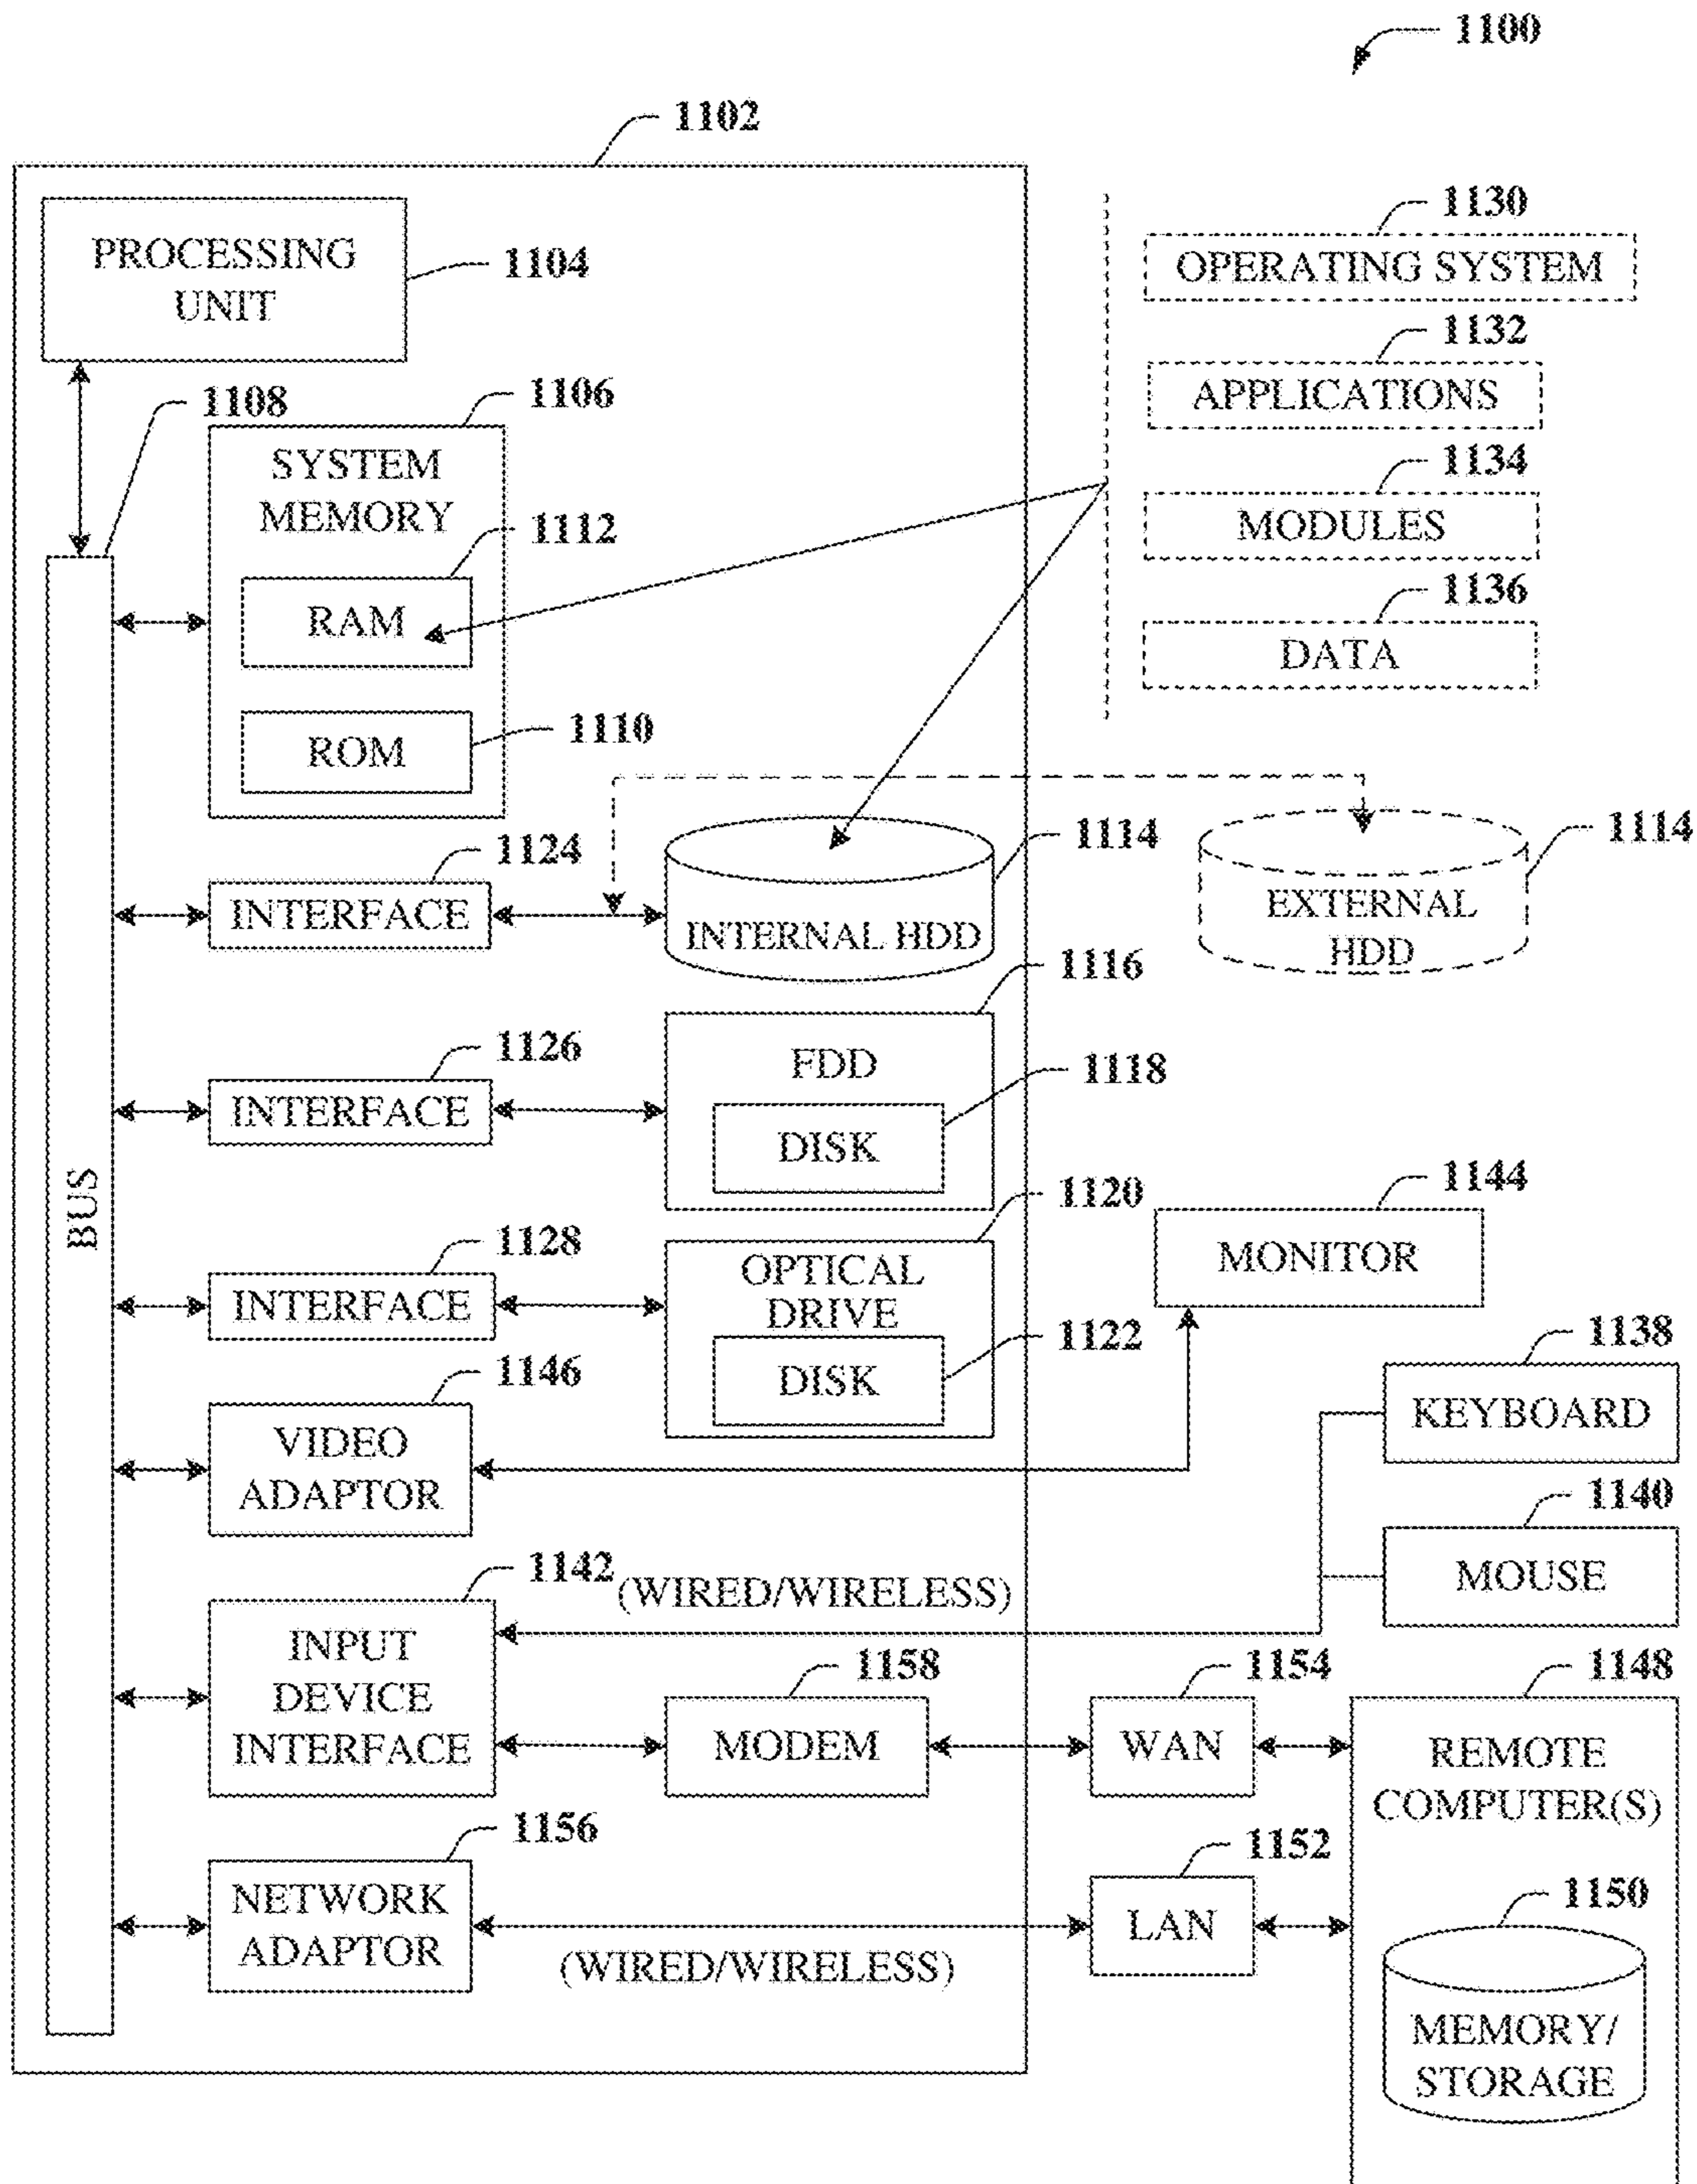 1100
1102
PROCESSING
UNIT
1104
1130
OPERATING SYSTEM
1132
APPLICATIONS
1134
MODULES
1136
DATA
1108
1106
SYSTEM
MEMORY
1112
RAM
1110
ROM
1124
INTERFACE
1114
INTERNAL HDD
1114
EXTERNAL
HDD
1126
INTERFACE
1116
FDD
1118
DISK
BUS
1128
INTERFACE
1120
OPTICAL
DRIVE
1122
DISK
1144
MONITOR
1146
VIDEO
ADAPTOR
1138
KEYBOARD
1140
MOUSE
1142
(WIRED/WIRELESS)
INPUT
DEVICE
INTERFACE
1158
MODEM
1154
WAN
1148
REMOTE
COMPUTER(S)
1156
NETWORK
ADAPTOR
(WIRED/WIRELESS)
1152
LAN
1150
MEMORY/
STORAGE